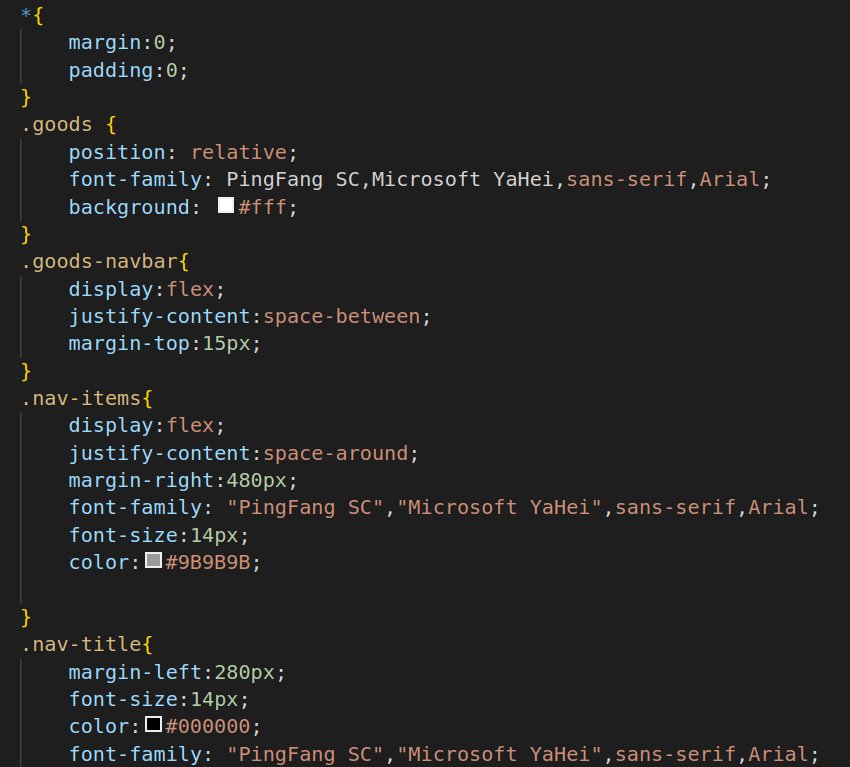 *{
    margin:0;
    padding:0;
}
.goods {
    position: relative;
    font-family: PingFang SC,Microsoft YaHei,sans-serif,Arial;
    background: #fff;
}
.goods-navbar{
    display:flex;
    justify-content:space-between;
    margin-top:15px;
}
.nav-items{
    display:flex;
    justify-content:space-around;
    margin-right:480px;
    font-family: "PingFang SC","Microsoft YaHei",sans-serif,Arial;
    font-size:14px;
    color:#9B9B9B;

}
.nav-title{
    margin-left:280px;
    font-size:14px;
    color:#000000;
    font-family: "PingFang SC","Microsoft YaHei",sans-serif,Arial;